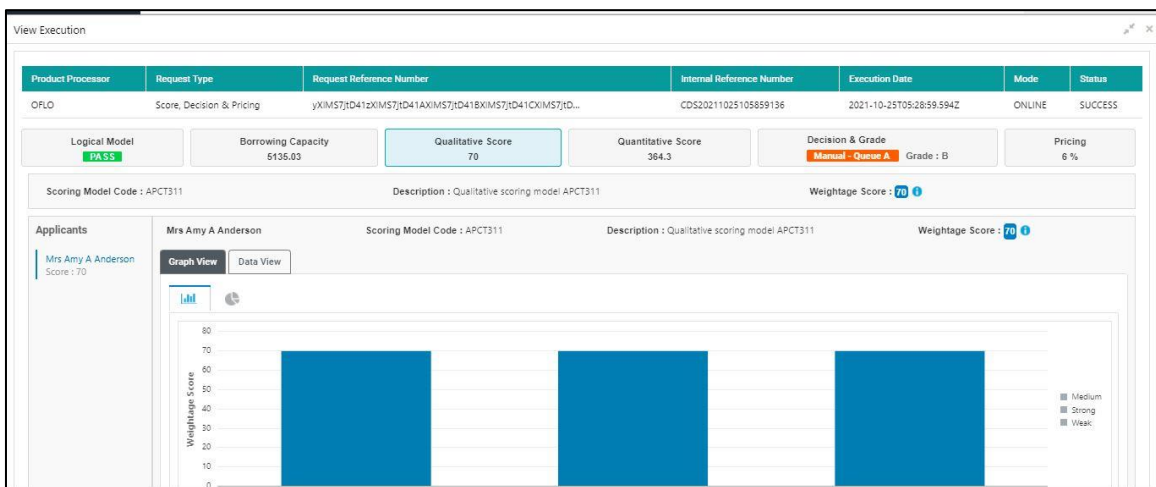 View Execution
Product Processor Request Type Request Reference Number Internal Reference Number Execution Date Mode Status
OFLO Score, Decision & Pricing yXIMS7jtD41zXIMS7jtD41AXIMS7jtD41BXIMS7jtD41CXIMS7jtD... CDS20211025105859136 2021-10-25T05:28:59.594Z ONLINE SUCCESS
Logical Model Borrowing Capacity Qualitative Score Quantitative Score Decision & Grade Pricing
PASS 5135.03 70 364.3 Manual - Queue A Grade : B 6 %
Scoring Model Code : APCT311 Description : Qualitative scoring model APCT311 Weightage Score : 70
Applicants Mrs Amy A Anderson Scoring Model Code : APCT311 Description : Qualitative scoring model APCT311 Weightage Score : 70
Mrs Amy A Anderson
Score : 70
Graph View Data View
Weightage Score
80
70
60
50
40
30
20
10
0
Medium
Strong
Weak